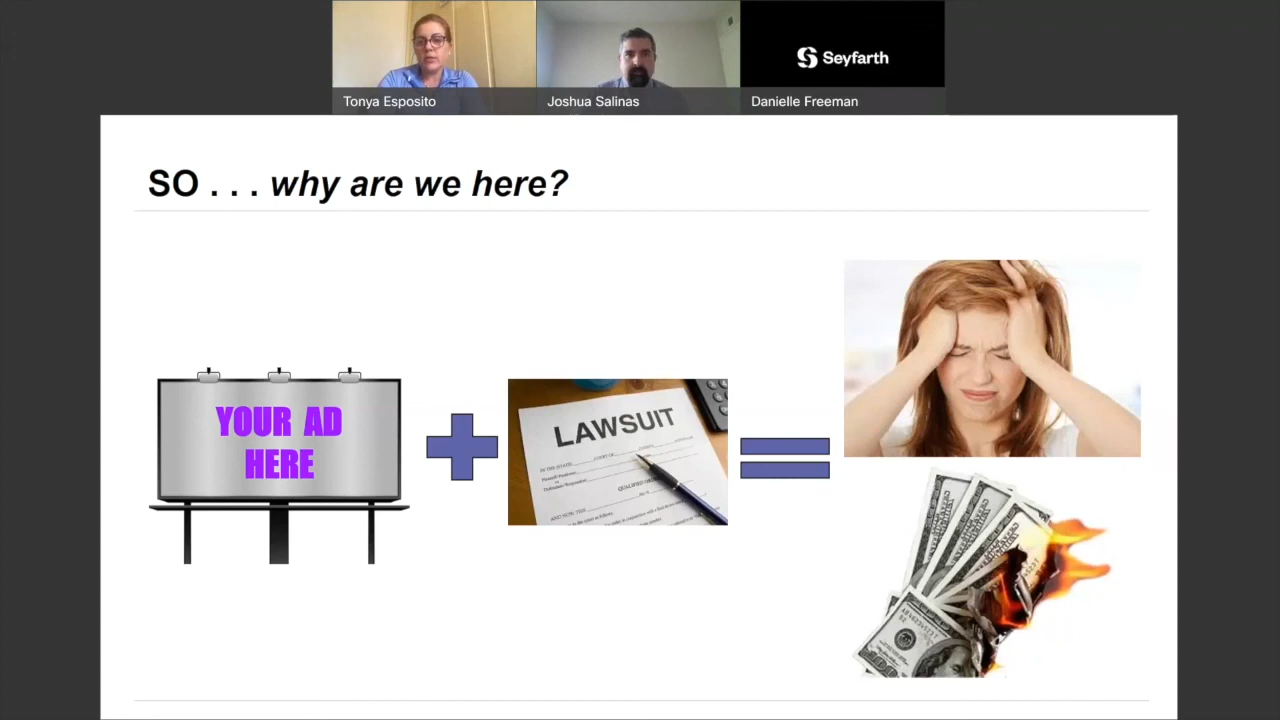 Seyfarth
Tonya Esposito
Joshua Salinas
Danielle Freeman
SO . . . why are we here?
YOUR AD
HERE
LAWSUIT